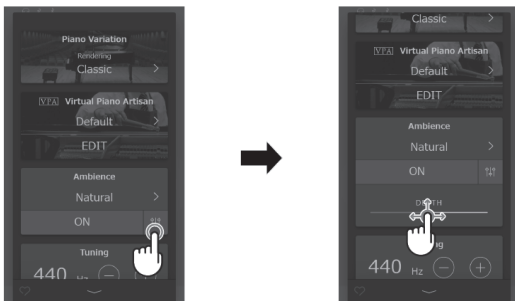 Piano Variation
Rendering
Classic
VPA Virtual Piano Artisan
Default
EDIT
Ambience
Natural
ON
Tuning
440 Hz
Classic
VPA Virtual Piano Artisan
Default
EDIT
Ambience
Natural
ON
440 Hz